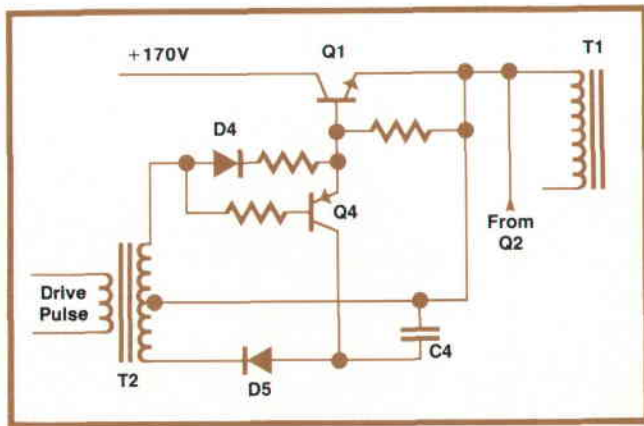 +170V
Q1
T1
D4
Q4
From
Q2
Drive
Pulse
T2
D5
C4